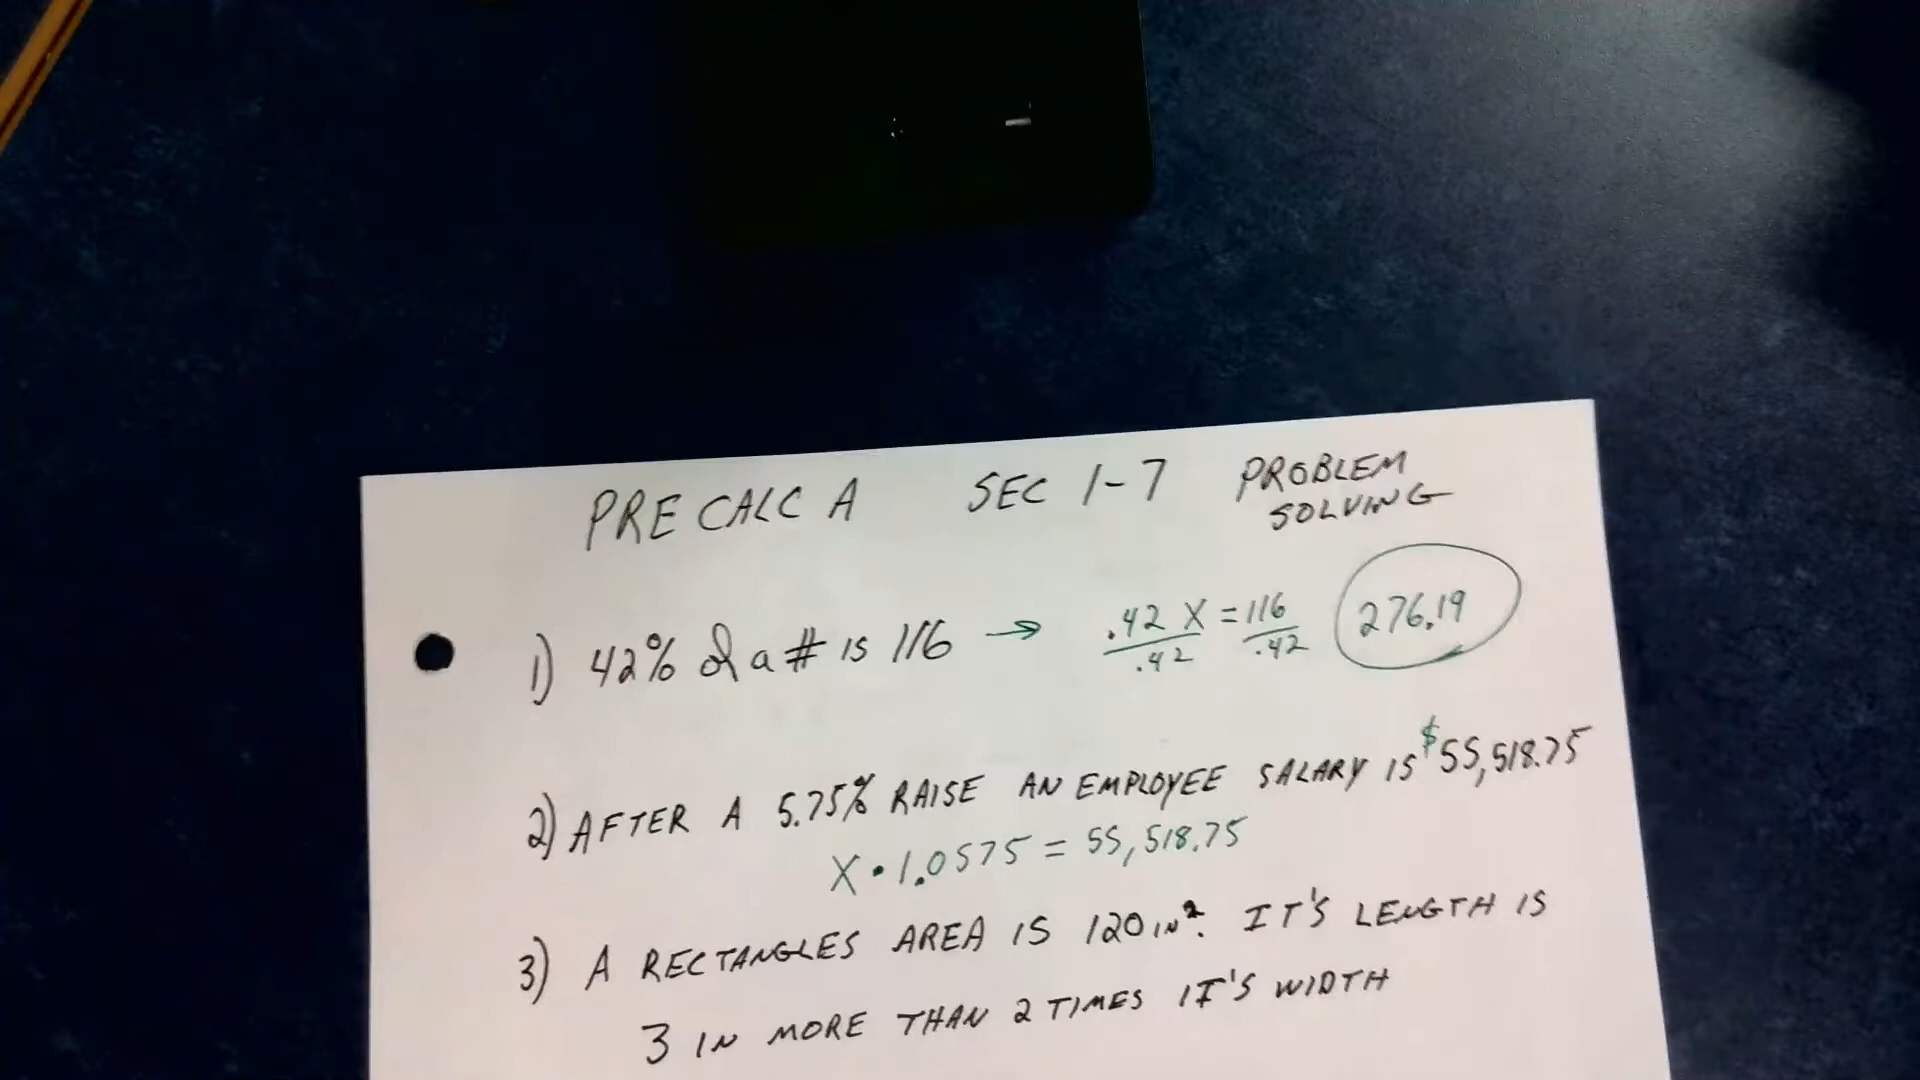 PRE CALC A SEC 1-7 PROBLEM SOLVING
1) 42% of a # is 116 → .42 X = 116 276.19
.42 .42
2) AFTER A 5.75% RAISE AN EMPLOYEE SALARY IS $55,518.75
X • 1.0575 = 55,518.75
3) A RECTANGLES AREA IS 120 IN². IT'S LENGTH IS
3 IN MORE THAN 2 TIMES IT'S WIDTH